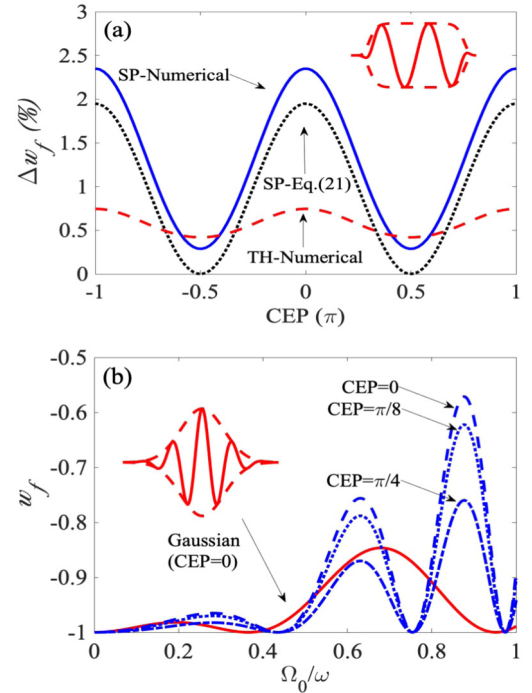 (a)
3
2.5
2
1.5
1
0.5
0
Δw_f (%)
SP-Numerical
SP-Eq.(21)
TH-Numerical
-1
-0.5
0
0.5
1
CEP (π)
(b)
-0.5
-0.6
-0.7
-0.8
-0.9
-1
w_f
CEP=0
CEP=π/8
CEP=π/4
Gaussian
(CEP=0)
0
0.2
0.4
0.6
0.8
1
Ω₀/ω